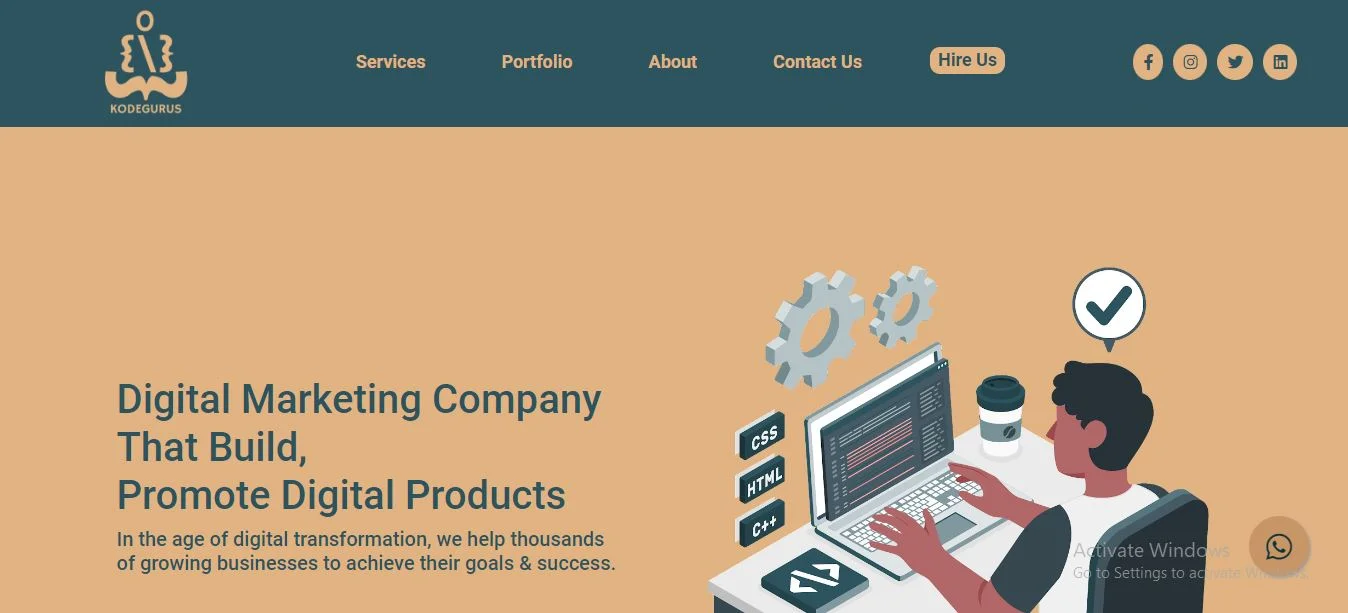 KODEGURUS
Services
Portfolio
About
Contact Us
Hire Us
Digital Marketing Company
That Build,
Promote Digital Products
In the age of digital transformation, we help thousands
of growing businesses to achieve their goals & success.
CSS
HTML
C++
</>
Activate Windows
Go to Settings to activate Windows.